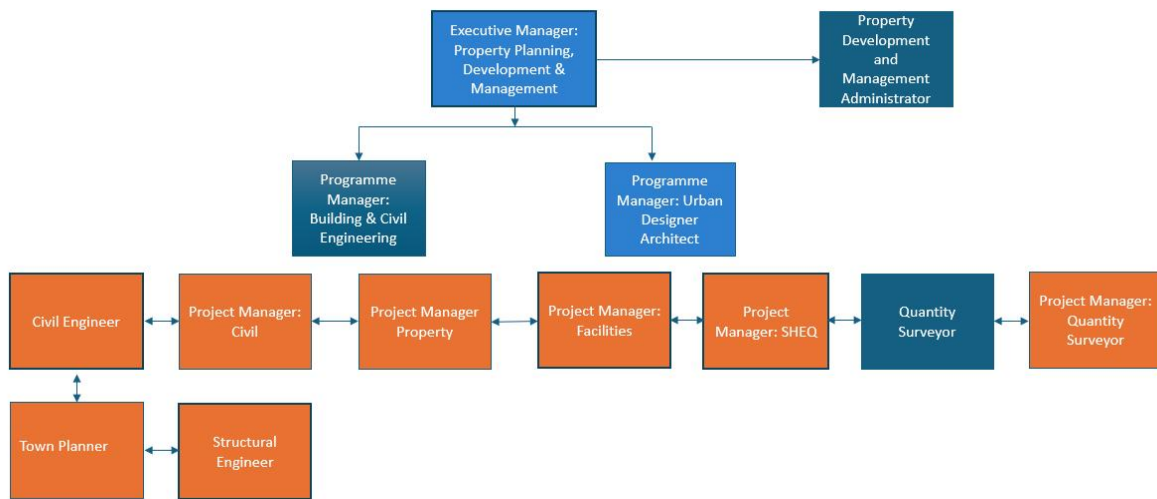 Executive Manager:
Property Planning,
Development &
Management
Property
Development
and
Management
Administrator
Programme
Manager:
Building & Civil
Engineering
Programme
Manager: Urban
Designer
Architect
Civil Engineer
Project Manager:
Civil
Project Manager
Property
Project Manager:
Facilities
Project
Manager: SHEQ
Quantity
Surveyor
Project Manager:
Quantity
Surveyor
Town Planner
Structural
Engineer